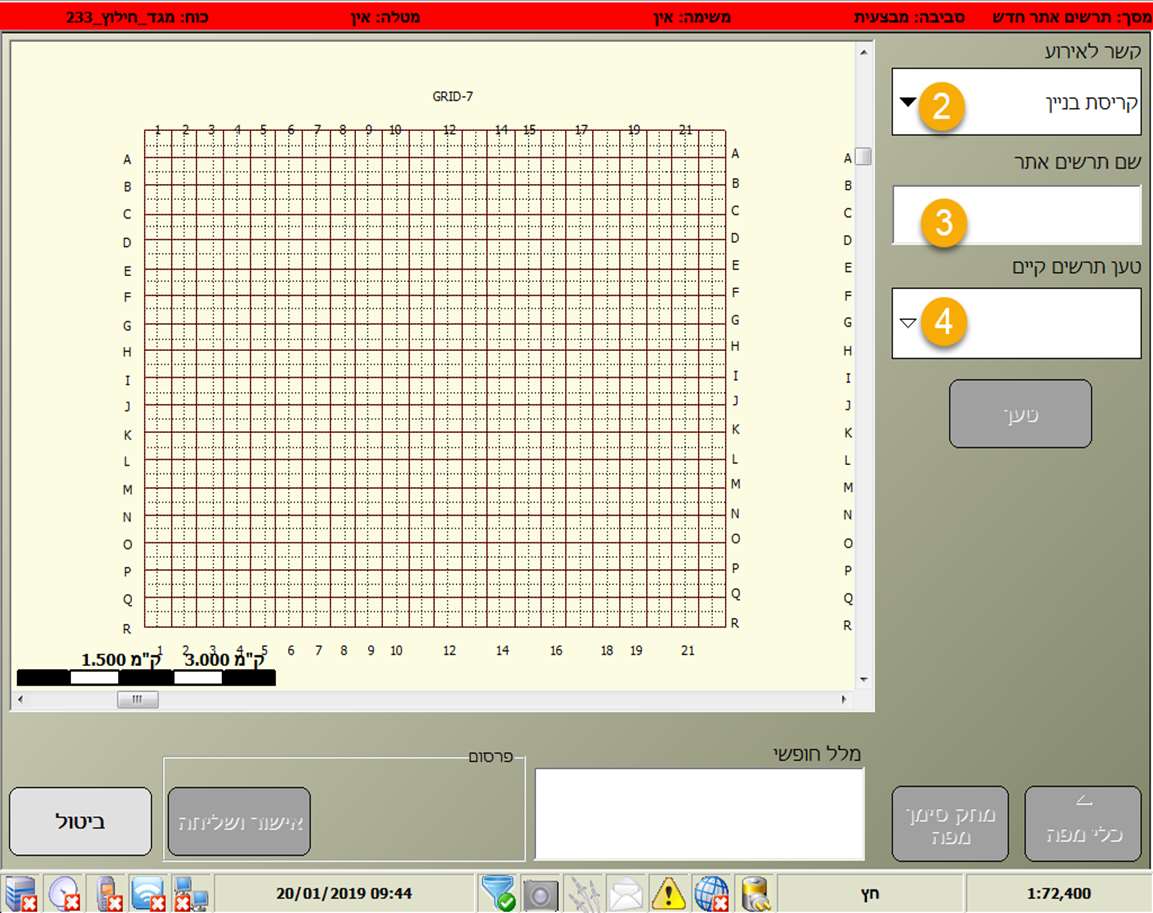 מסך: תרשים אתר חדש סביבה: מבצעית משימה: אין מטלה: אין כוח: מגד_חילוץ_233
קשר לאירוע
קריסת בניין
2
שם תרשים אתר
3
טען תרשים קיים
4
טען
GRID-7
1 2 3 4 5 6 7 8 9 10 12 14 15 17 19 21
A A A
B B B
C C C
D D D
E E E
F F F
G G G
H H H
I I I
J J J
K K K
L L L
M M M
N N N
O O O
P P P
Q Q Q
R R R
1 2 3 4 5 6 7 8 9 10 12 14 16 18 19 21
1.500 ק"מ 3.000 ק"מ
מלל חופשי
פרסום
כלי מפה
מחק סימן
מפה
אישור ושליחה
ביטול
20/01/2019 09:44
חץ
1:72,400